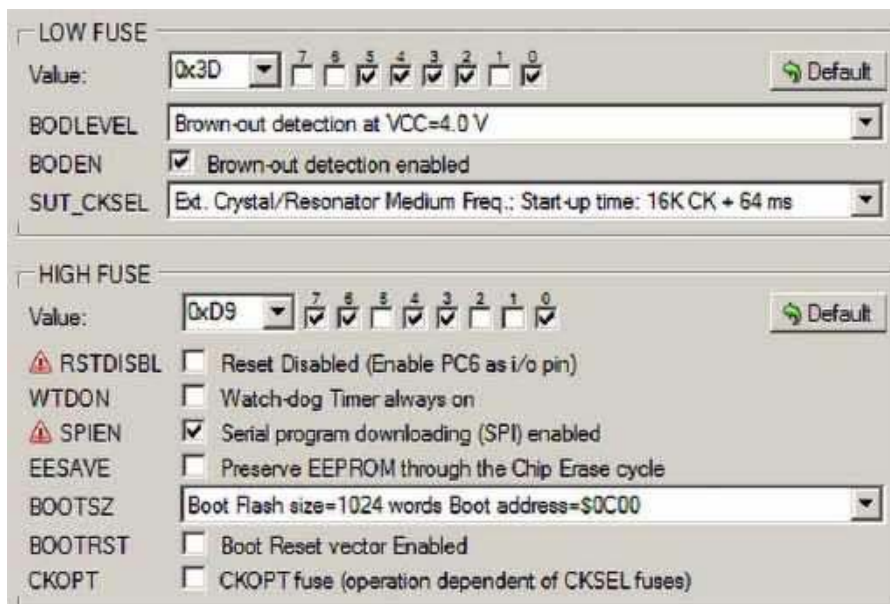 LOW FUSE
7 6 5 4 3 2 1 0
Value: 0x3D Default
BODLEVEL Brown-out detection at VCC=4.0 V
BODEN Brown-out detection enabled
SUT_CKSEL Ext. Crystal/Resonator Medium Freq.; Start-up time: 16K CK + 64 ms
HIGH FUSE
7 6 5 4 3 2 1 0
Value: 0xD9 Default
RSTDISBL Reset Disabled (Enable PC6 as i/o pin)
WTDON Watch-dog Timer always on
SPIEN Serial program downloading (SPI) enabled
EESAVE Preserve EEPROM through the Chip Erase cycle
BOOTSZ Boot Flash size=1024 words Boot address=$0C00
BOOTRST Boot Reset vector Enabled
CKOPT CKOPT fuse (operation dependent of CKSEL fuses)